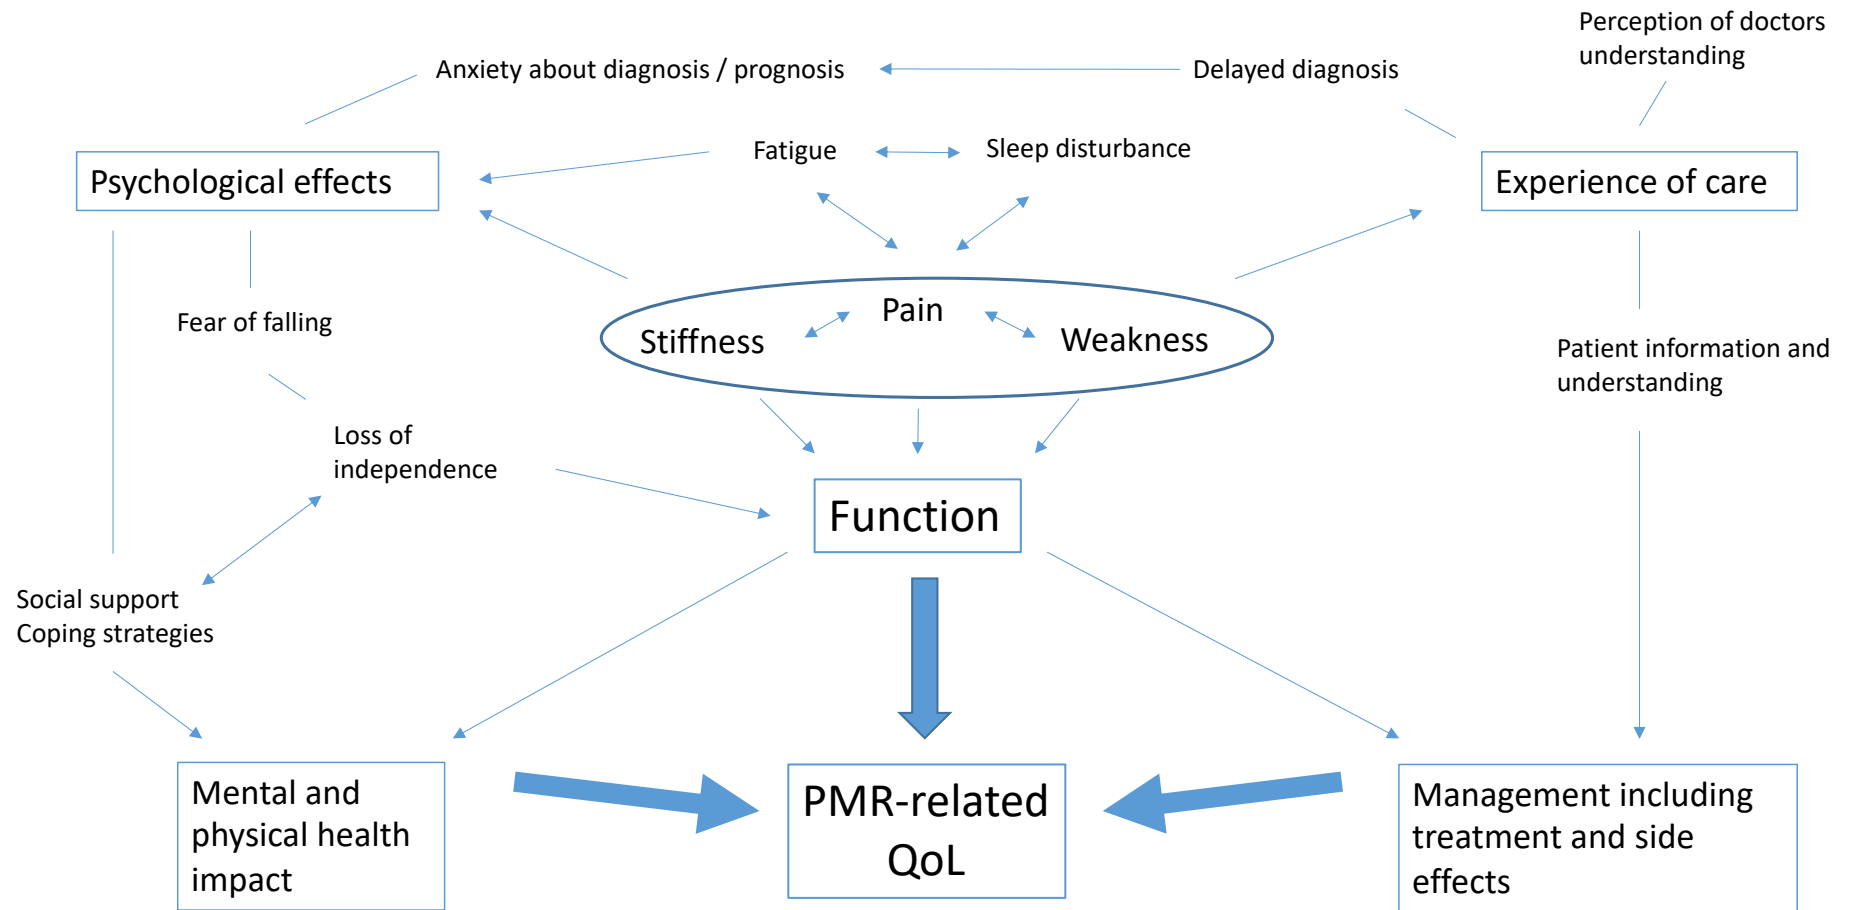 Perception of doctors
understanding
Anxiety about diagnosis / prognosis
Delayed diagnosis
Fatigue
Sleep disturbance
Psychological effects
Experience of care
Pain
Stiffness
Weakness
Fear of falling
Patient information and
understanding
Loss of
independence
Function
Social support
Coping strategies
Mental and
physical health
impact
PMR-related
QoL
Management including
treatment and side
effects